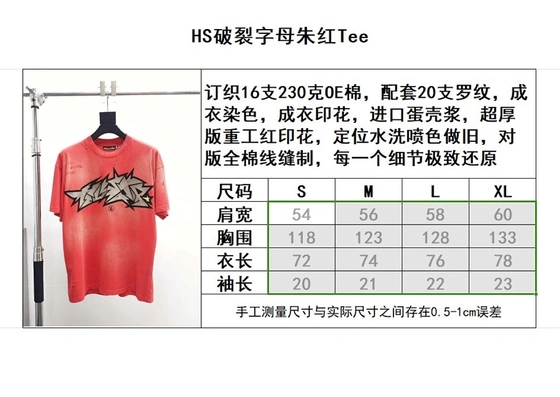 HS破裂字母朱红Tee
订织16支230克OE棉，配套20支罗纹，成
衣染色，成衣印花，进口蛋壳浆，超厚
版重工红印花，定位水洗喷色做旧，对
版全棉线缝制，每一个细节极致还原
尺码 S M L XL
肩宽 54 56 58 60
胸围 118 123 128 133
衣长 72 74 76 78
袖长 20 21 22 23
手工测量尺寸与实际尺寸之间存在0.5-1cm误差